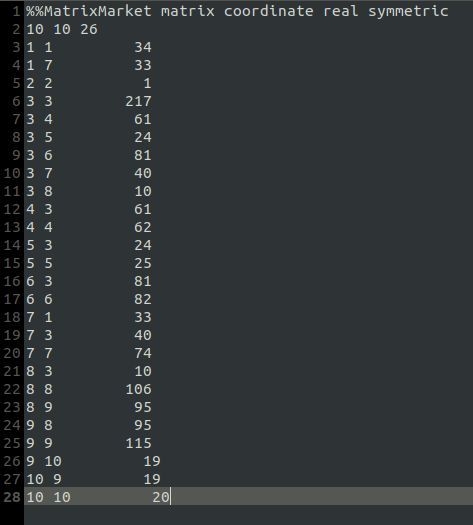 1 %%MatrixMarket matrix coordinate real symmetric
2 10 10 26
3 1 1 34
4 1 7 33
5 2 2 1
6 3 3 217
7 3 4 61
8 3 5 24
9 3 6 81
10 3 7 40
11 3 8 10
12 4 3 61
13 4 4 62
14 5 3 24
15 5 5 25
16 6 3 81
17 6 6 82
18 7 1 33
19 7 3 40
20 7 7 74
21 8 3 10
22 8 8 106
23 8 9 95
24 9 8 95
25 9 9 115
26 9 10 19
27 10 9 19
28 10 10 20